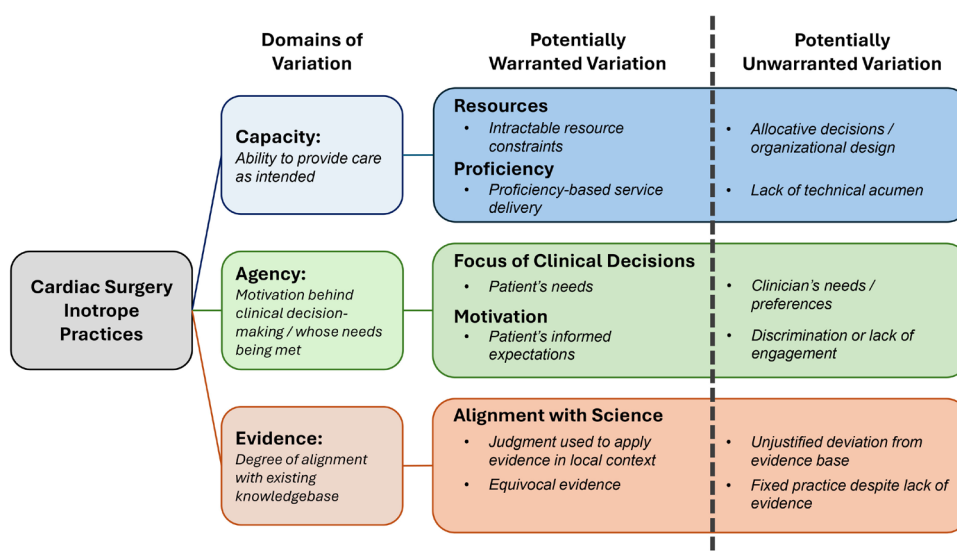 Domains of
Variation
Potentially
Warranted Variation
Potentially
Unwarranted Variation
Cardiac Surgery
Inotrope
Practices
Capacity:
Ability to provide care
as intended
Resources
• Intractable resource
constraints
Proficiency
• Proficiency-based service
delivery
• Allocative decisions /
organizational design
• Lack of technical acumen
Agency:
Motivation behind
clinical decision-
making / whose needs
being met
Focus of Clinical Decisions
• Patient’s needs
Motivation
• Patient’s informed
expectations
• Clinician’s needs /
preferences
• Discrimination or lack of
engagement
Evidence:
Degree of alignment
with existing
knowledgebase
Alignment with Science
• Judgment used to apply
evidence in local context
• Equivocal evidence
• Unjustified deviation from
evidence base
• Fixed practice despite lack of
evidence